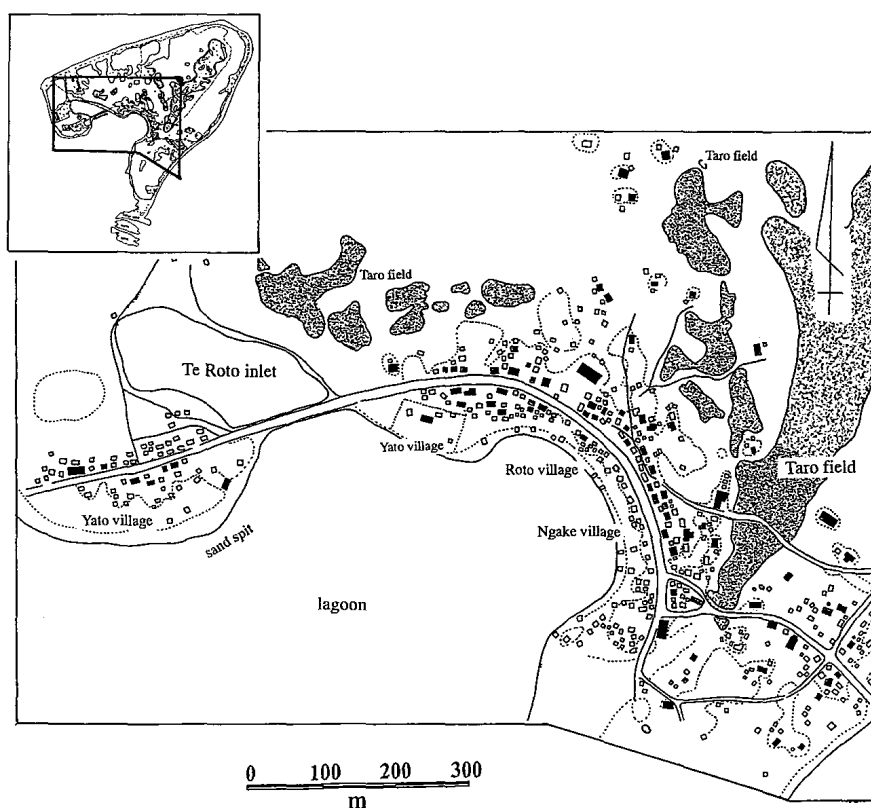 Taro field
Taro field
Te Roto inlet
Yato village
Roto village
Taro field
Yato village
Ngake village
sand spit
lagoon
0 100 200 300
m